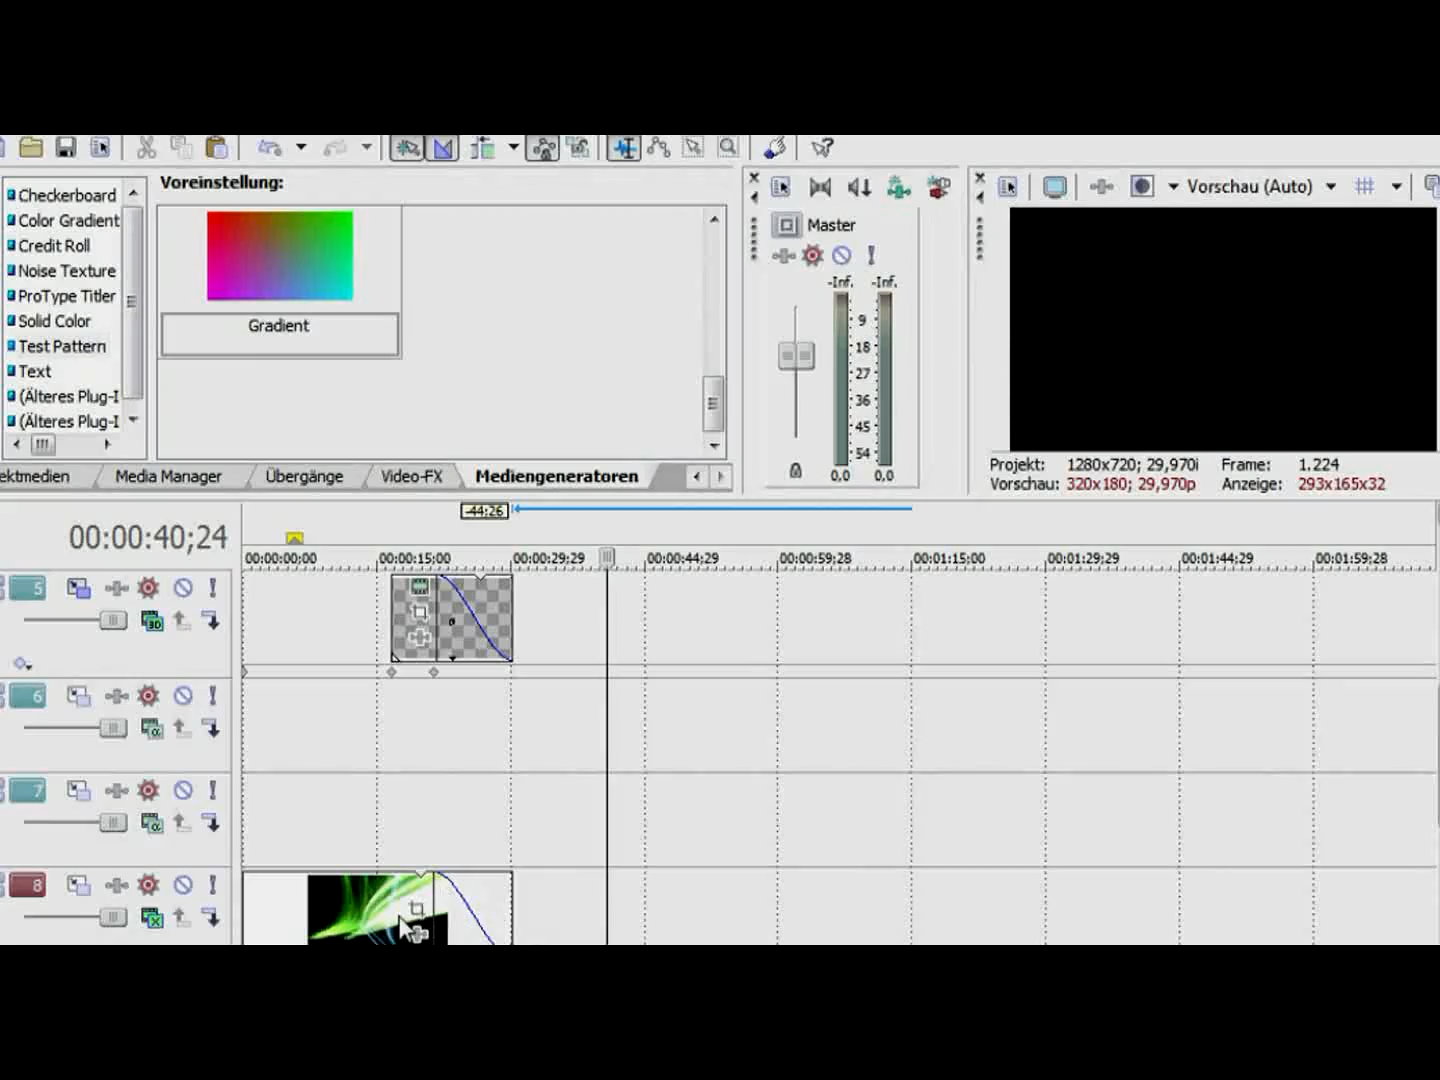 Voreinstellung:
Checkerboard
Color Gradient
Credit Roll
Noise Texture
ProType Titler
Solid Color
Test Pattern
Text
(Älteres Plug-I
(Älteres Plug-I
Gradient
Master
-Inf. -Inf.
9
18
27
36
45
54
0,0 0,0
Vorschau (Auto)
Projekt: 1280x720; 29,970i Frame: 1.224
Vorschau: 320x180; 29,970p Anzeige: 293x165x32
ektmedien Media Manager Übergänge Video-FX Mediengeneratoren
-44:26
00:00:40;24
00:00:00;00 00:00:15;00 00:00:29;29 00:00:44;29 00:00:59;28 00:01:15;00 00:01:29;29 00:01:44;29 00:01:59;28
5
3D
6
α
7
α
8